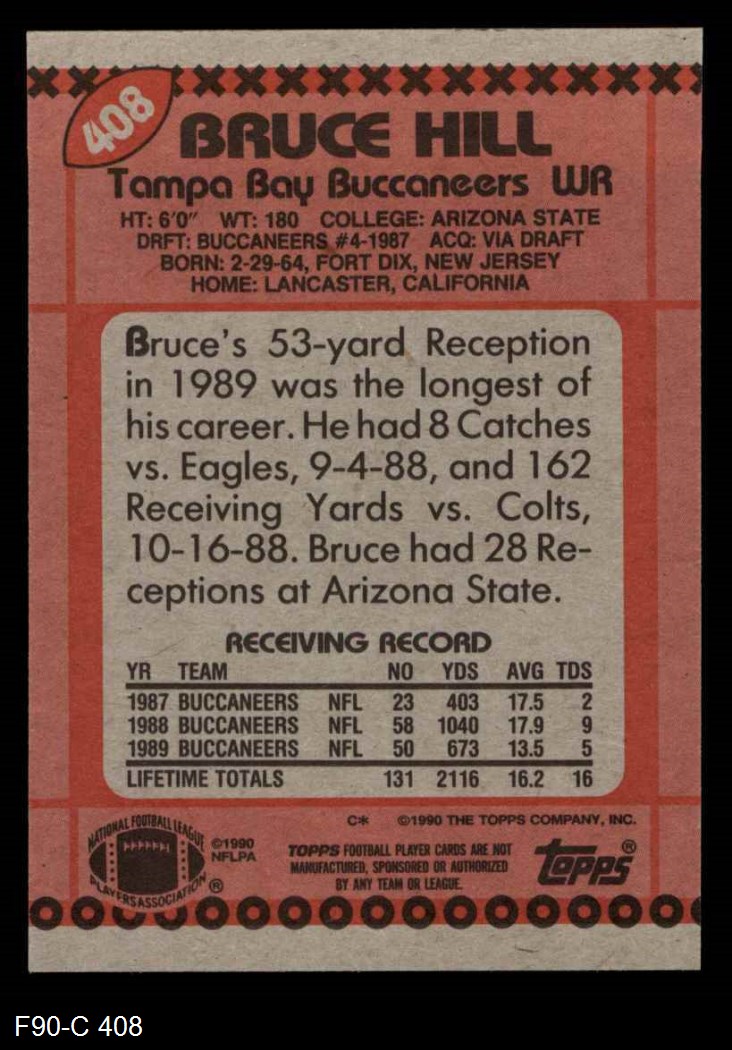 408
BRUCE HILL
Tampa Bay Buccaneers WR
HT: 6'0" WT: 180 COLLEGE: ARIZONA STATE
DRFT: BUCCANEERS #4-1987 ACQ: VIA DRAFT
BORN: 2-29-64, FORT DIX, NEW JERSEY
HOME: LANCASTER, CALIFORNIA
Bruce's 53-yard Reception
in 1989 was the longest of
his career. He had 8 Catches
vs. Eagles, 9-4-88, and 162
Receiving Yards vs. Colts,
10-16-88. Bruce had 28 Re-
ceptions at Arizona State.
RECEIVING RECORD
YR TEAM NO YDS AVG TDS
1987 BUCCANEERS NFL 23 403 17.5 2
1988 BUCCANEERS NFL 58 1040 17.9 9
1989 BUCCANEERS NFL 50 673 13.5 5
LIFETIME TOTALS 131 2116 16.2 16
C* ©1990 THE TOPPS COMPANY, INC.
NATIONAL FOOTBALL LEAGUE
PLAYERS ASSOCIATION ®
©1990
NFLPA
TOPPS FOOTBALL PLAYER CARDS ARE NOT
MANUFACTURED, SPONSORED OR AUTHORIZED
BY ANY TEAM OR LEAGUE.
topps ®
F90-C 408